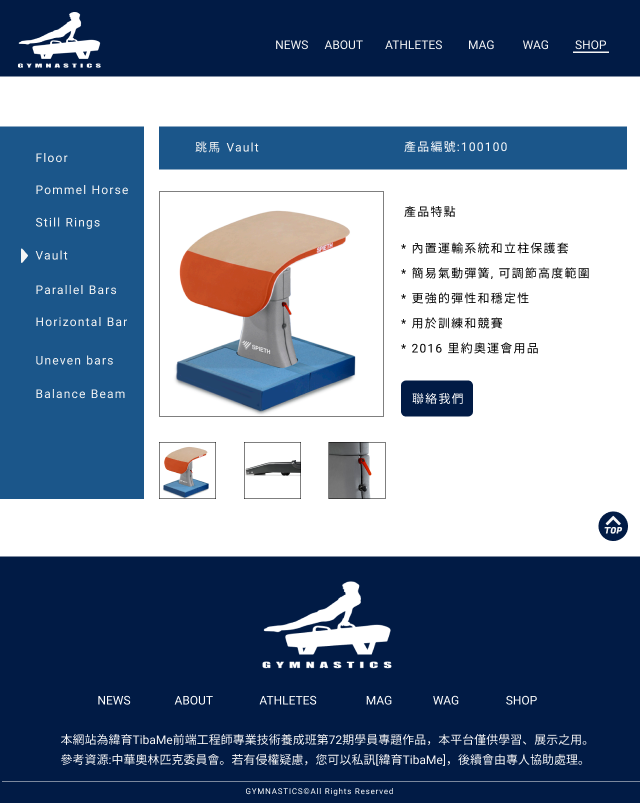 GYMNASTICS
NEWS ABOUT ATHLETES MAG WAG SHOP
Floor
Pommel Horse
Still Rings
Vault
Parallel Bars
Horizontal Bar
Uneven bars
Balance Beam
跳馬 Vault 產品編號:100100
SPIETH
SPIETH
產品特點
* 內置運輸系統和立柱保護套
* 簡易氣動彈簧, 可調節高度範圍
* 更強的彈性和穩定性
* 用於訓練和競賽
* 2016 里約奧運會用品
聯絡我們
TOP
GYMNASTICS
NEWS ABOUT ATHLETES MAG WAG SHOP
本網站為緯育TibaMe前端工程師專業技術養成班第72期學員專題作品，本平台僅供學習、展示之用。
參考資源:中華奧林匹克委員會。若有侵權疑慮，您可以私訊[緯育TibaMe]，後續會由專人協助處理。
GYMNASTICS©All Rights Reserved